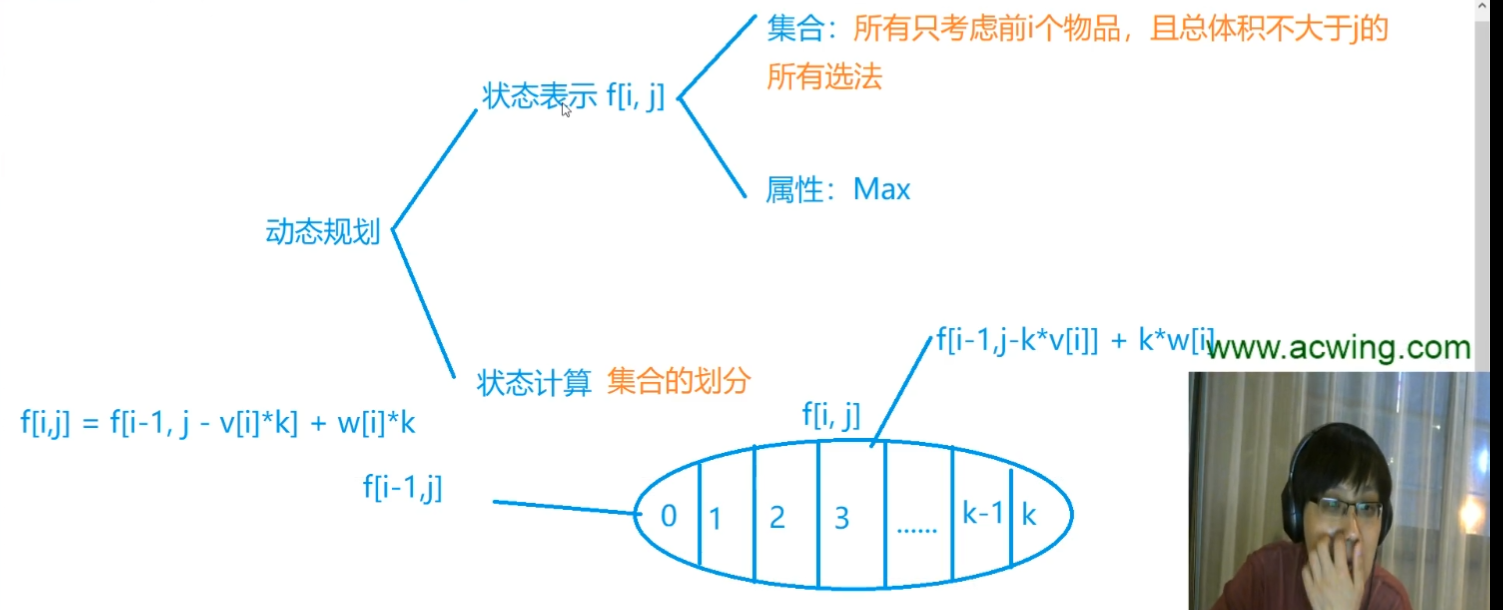 集合：所有只考虑前i个物品，且总体积不大于j的
所有选法
状态表示 f[i, j]
属性：Max
动态规划
f[i-1,j-k*v[i]] + k*w[i]
www.acwing.com
状态计算 集合的划分
f[i,j] = f[i-1, j - v[i]*k] + w[i]*k
f[i, j]
f[i-1,j]
0 1 2 3 ...... k-1 k